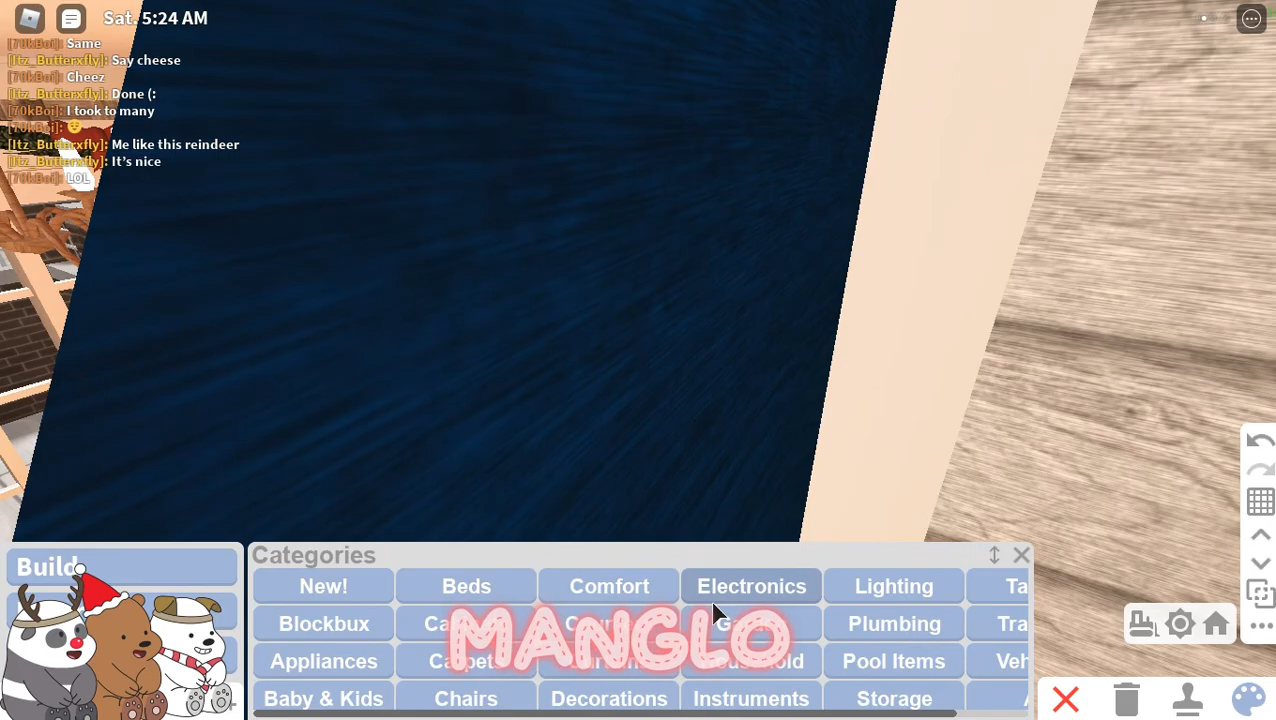 Sat. 5:24 AM
[70kBoi]: Same
[Itz_Butterxfly]: Say cheese
[70kBoi]: Cheez
[Itz_Butterxfly]: Done (:
[70kBoi]: I took to many
[70kBoi]: 😌
[Itz_Butterxfly]: Me like this reindeer
[Itz_Butterxfly]: It's nice
[70kBoi]: LOL
Build
Categories
New! Beds Comfort Electronics Lighting
Blockbux Plumbing
Appliances Pool Items
Baby & Kids Chairs Decorations Instruments Storage
MANGLO